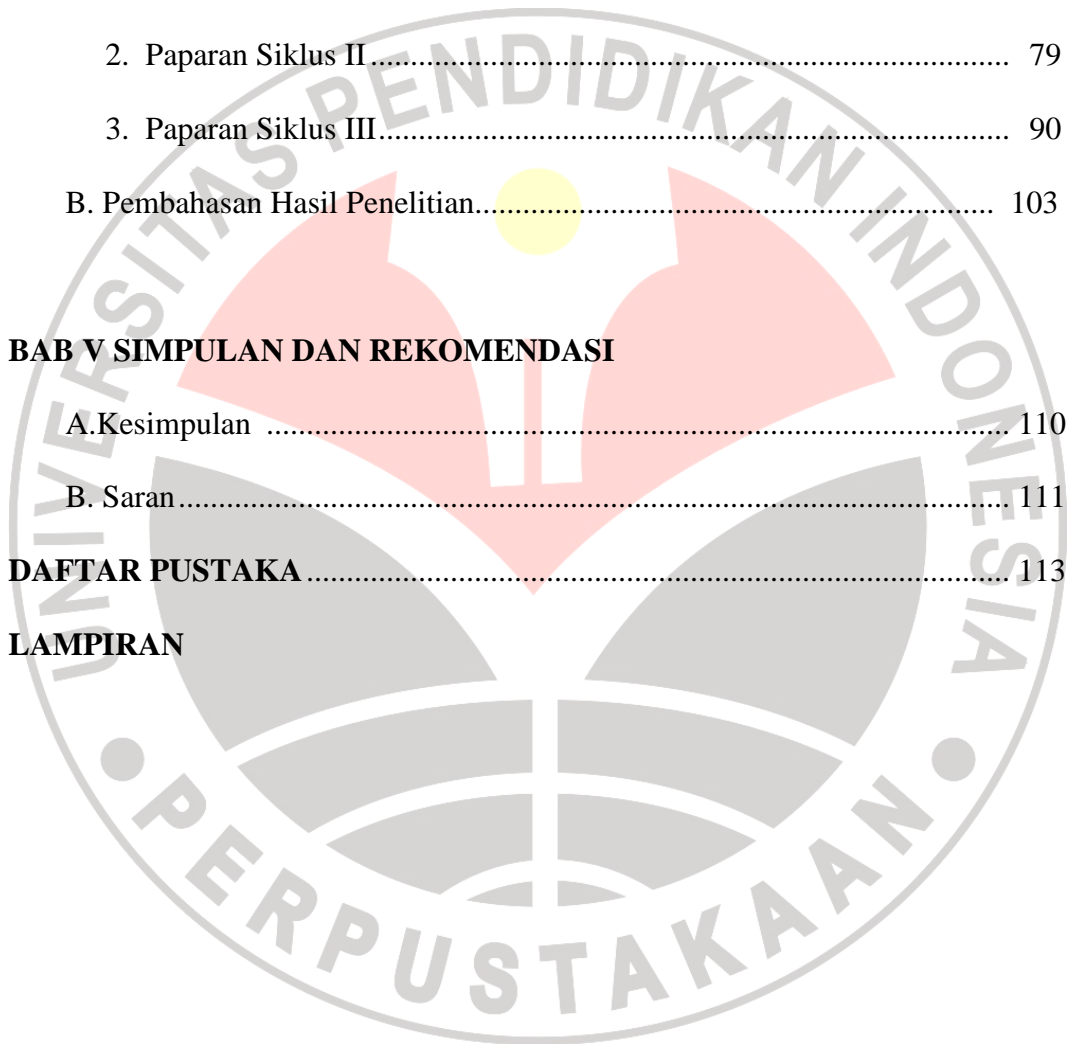 2. Paparan Siklus II ........................................................................... 79
3. Paparan Siklus III .......................................................................... 90
B. Pembahasan Hasil Penelitian ............................................................ 103
BAB V SIMPULAN DAN REKOMENDASI
A.Kesimpulan ........................................................................................ 110
B. Saran .................................................................................................. 111
DAFTAR PUSTAKA ................................................................................... 113
LAMPIRAN
UNIVERSITAS PENDIDIKAN INDONESIA
PERPUSTAKAAN